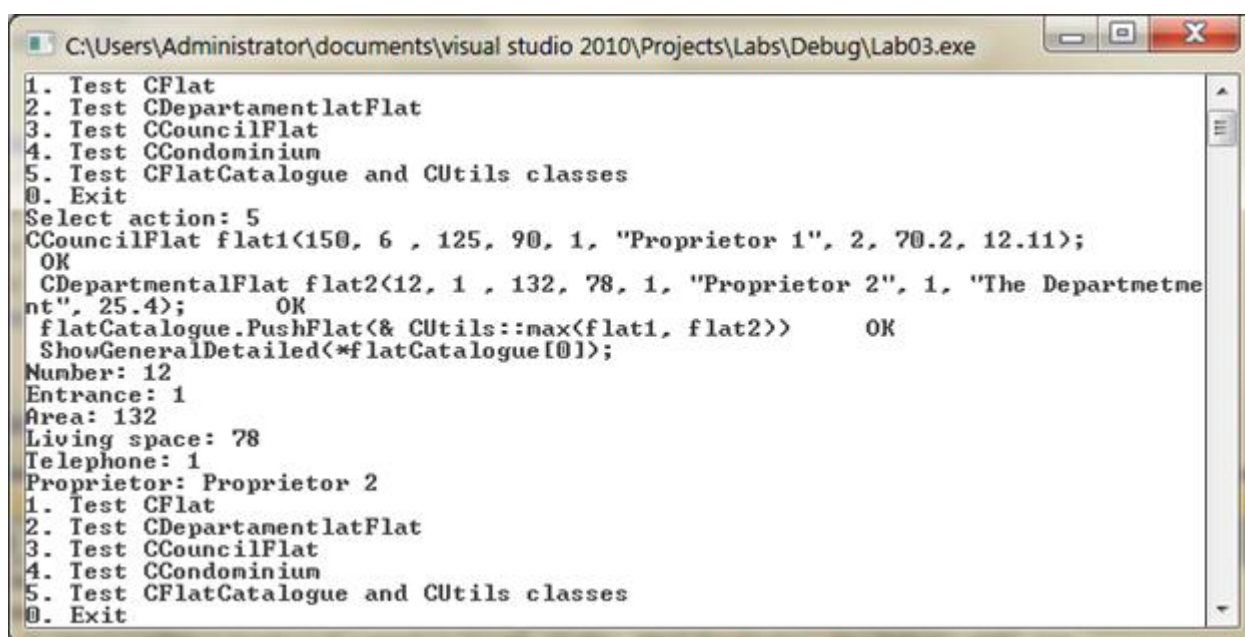 C:\Users\Administrator\documents\visual studio 2010\Projects\Labs\Debug\Lab03.exe
1. Test CFlat
2. Test CDepartamentlatFlat
3. Test CCouncilFlat
4. Test CCondominium
5. Test CFlatCatalogue and CUtils classes
0. Exit
Select action: 5
CCouncilFlat flat1(150, 6 , 125, 90, 1, "Proprietor 1", 2, 70.2, 12.11);
OK
CDepartmentalFlat flat2(12, 1 , 132, 78, 1, "Proprietor 2", 1, "The Departmetme
nt", 25.4); OK
flatCatalogue.PushFlat(& CUtils::max(flat1, flat2)) OK
ShowGeneralDetailed(*flatCatalogue[0]);
Number: 12
Entrance: 1
Area: 132
Living space: 78
Telephone: 1
Proprietor: Proprietor 2
1. Test CFlat
2. Test CDepartamentlatFlat
3. Test CCouncilFlat
4. Test CCondominium
5. Test CFlatCatalogue and CUtils classes
0. Exit